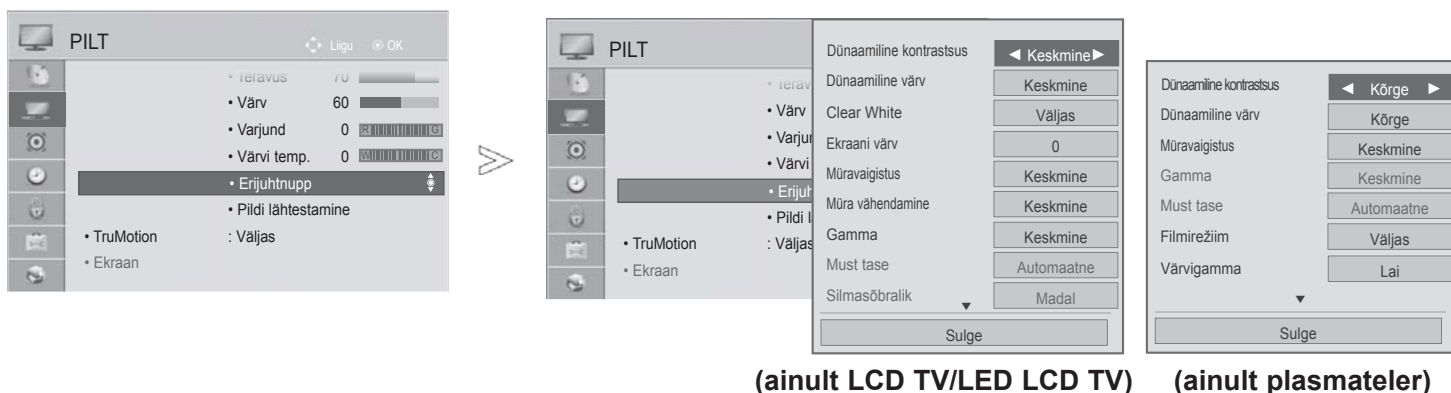 PILT
Liigu
OK
• Teravus 70
• Värv 60
• Varjund 0 R G
• Värvi temp. 0 W C
• Erijuhtnupp
• Pildi lähtestamine
• TruMotion : Väljas
• Ekraan
PILT
• Terav
• Värv
• Varjun
• Värvi
• Erijuh
• Pildi l
• TruMotion : Väljas
• Ekraan
Dünaamiline kontrastsus ◄ Keskmine►
Dünaamiline värv Keskmine
Clear White Väljas
Ekraani värv 0
Müravaigistus Keskmine
Müra vähendamine Keskmine
Gamma Keskmine
Must tase Automaatne
Silmasõbralik Madal
▼
Sulge
(ainult LCD TV/LED LCD TV)
Dünaamiline kontrastsus ◄ Kõrge ►
Dünaamiline värv Kõrge
Müravaigistus Keskmine
Gamma Keskmine
Must tase Automaatne
Filmirežiim Väljas
Värvigamma Lai
▼
Sulge
(ainult plasmateler)